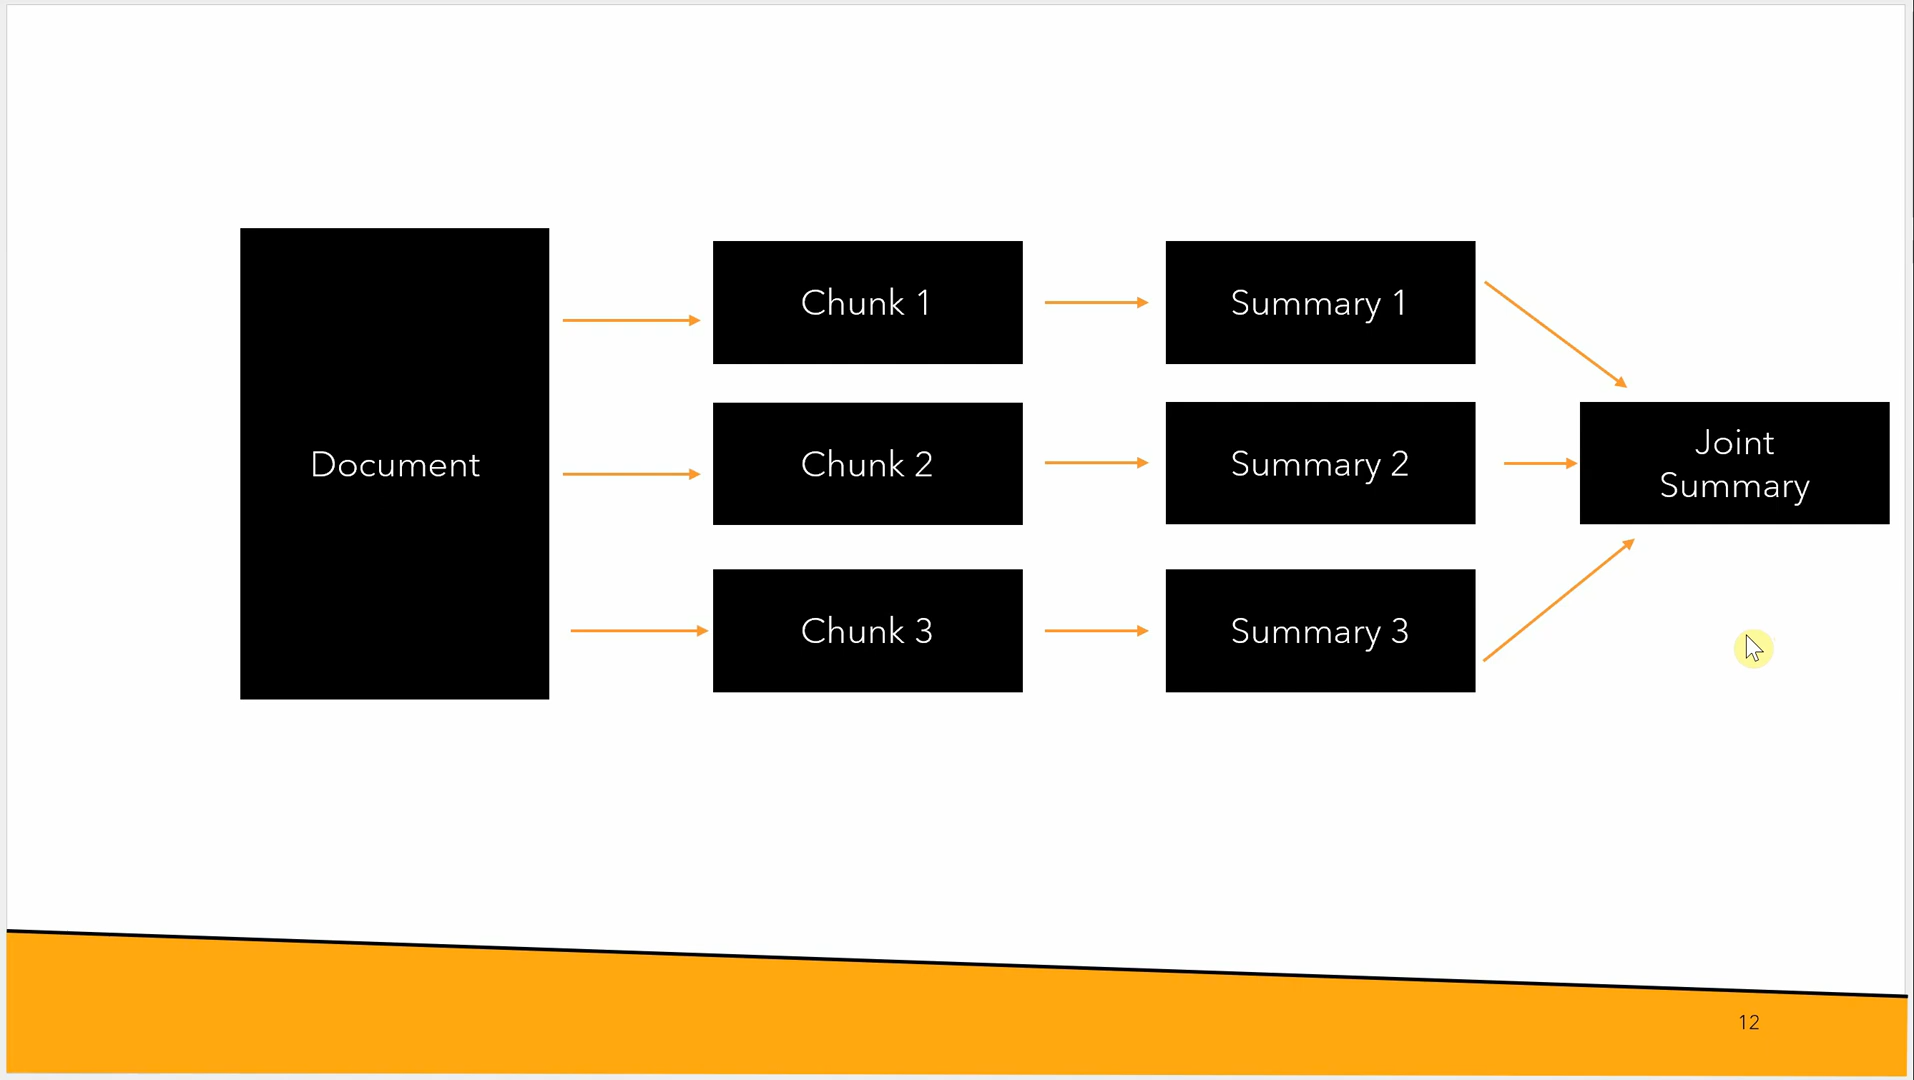 Document
Chunk 1
Summary 1
Chunk 2
Summary 2
Chunk 3
Summary 3
Joint
Summary
12